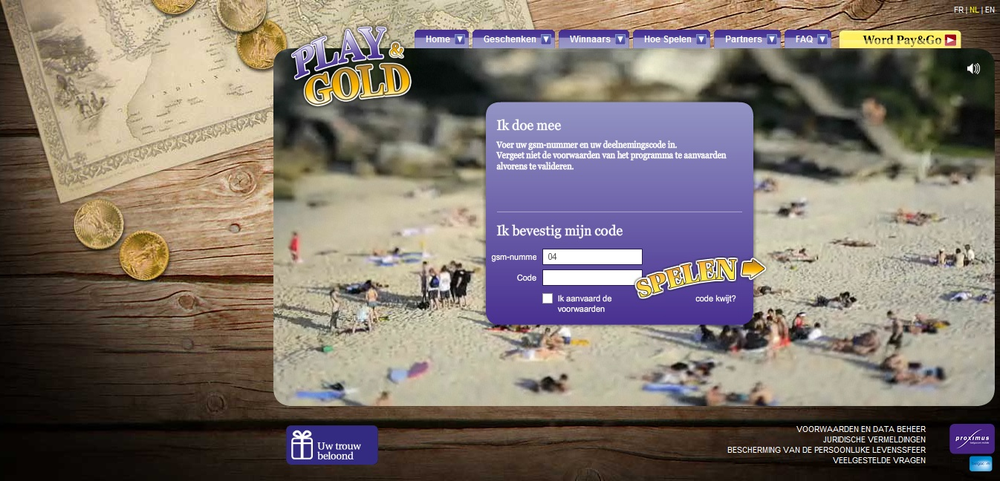 FR | NL | EN
PLAY &
GOLD
Home
Geschenken
Winnaars
Hoe Spelen
Partners
FAQ
Word Pay&Go
INDIAN O
Ik doe mee
Voer uw gsm-nummer en uw deelnemingscode in.
Vergeet niet de voorwaarden van het programma te aanvaarden
alvorens te valideren.
Ik bevestig mijn code
gsm-numme
04
Code
SPELEN
Ik aanvaard de
voorwaarden
code kwijt?
Uw trouw
beloond
VOORWAARDEN EN DATA BEHEER
JURIDISCHE VERMELDINGEN
BESCHERMING VAN DE PERSOONLIJKE LEVENSSFEER
VEELGESTELDE VRAGEN
proximus